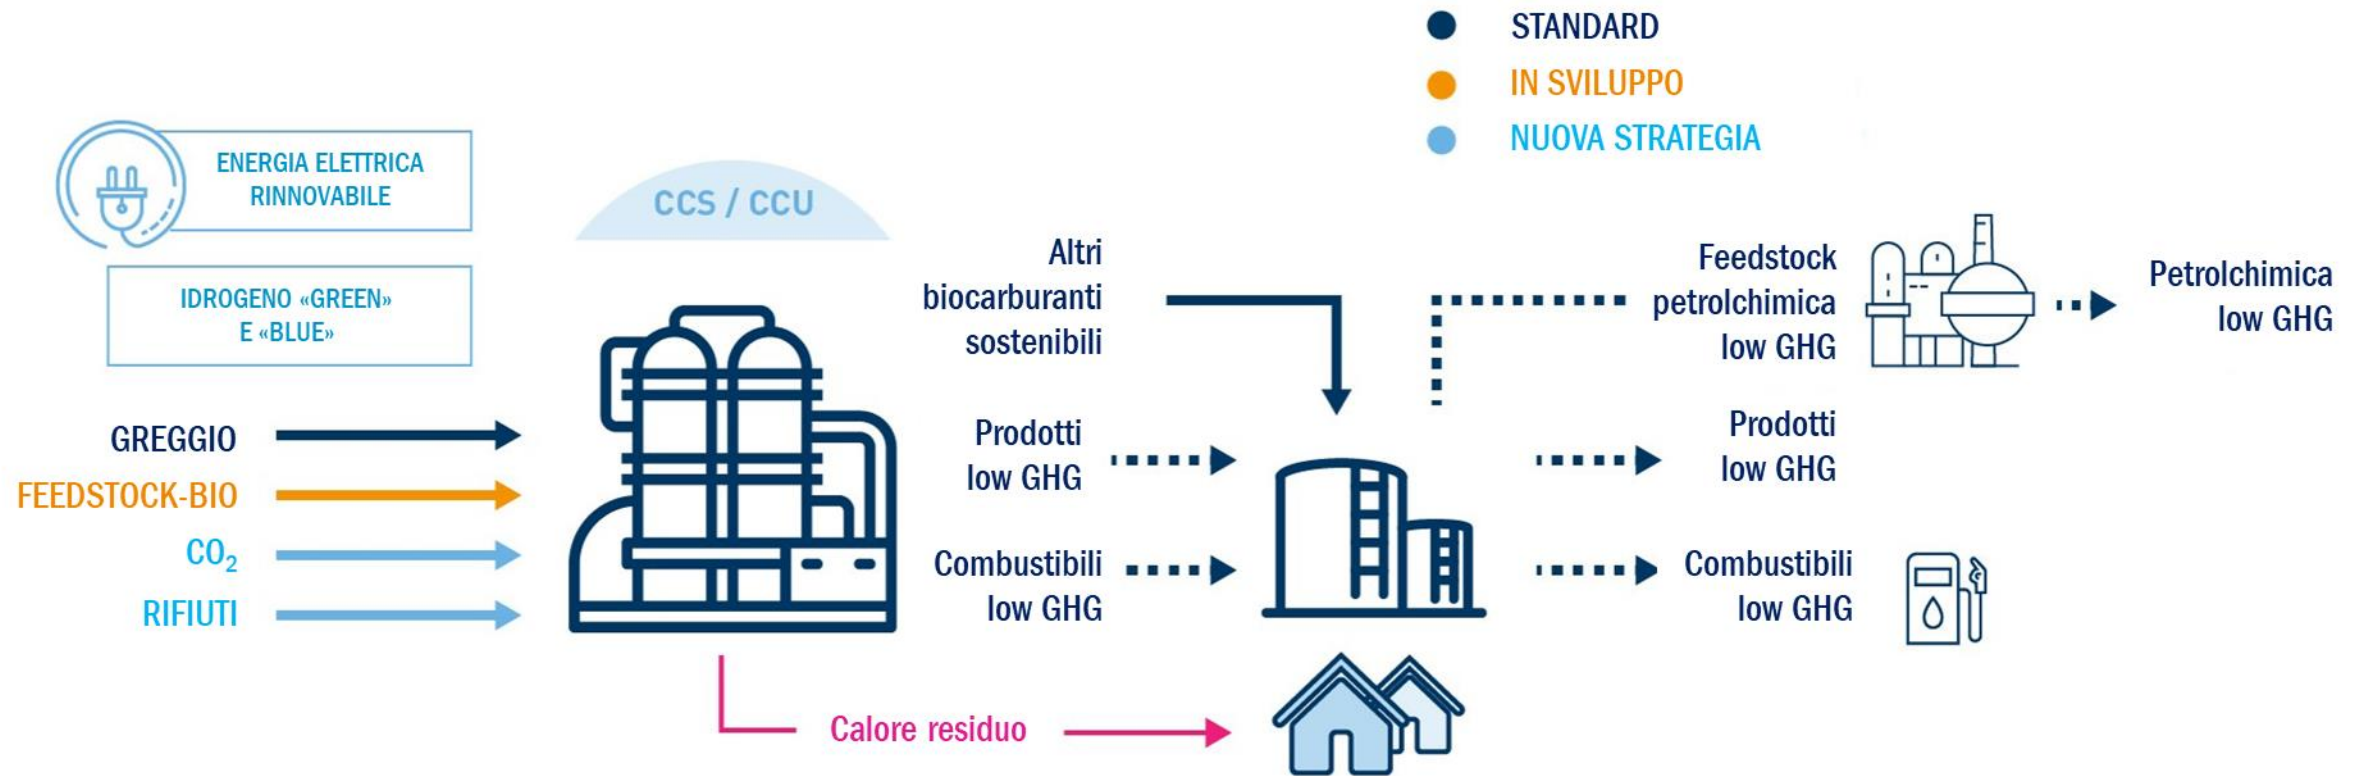 STANDARD
IN SVILUPPO
NUOVA STRATEGIA
ENERGIA ELETTRICA
RINNOVABILE
IDROGENO «GREEN»
E «BLUE»
CCS / CCU
GREGGIO
FEEDSTOCK-BIO
CO₂
RIFIUTI
Altri
biocarburanti
sostenibili
Prodotti
low GHG
Combustibili
low GHG
Calore residuo
Feedstock
petrolchimica
low GHG
Prodotti
low GHG
Combustibili
low GHG
Petrolchimica
low GHG